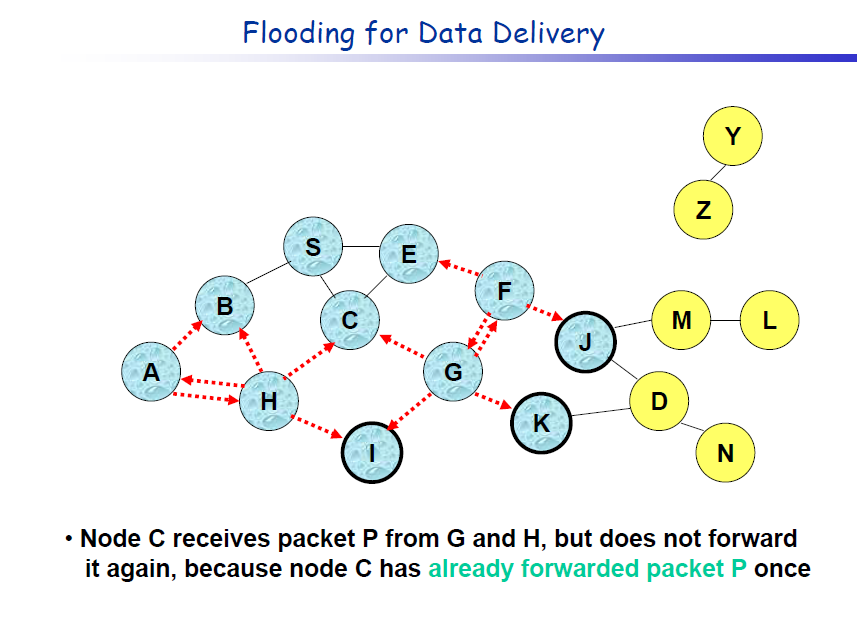 Flooding for Data Delivery
Y
Z
S
E
B
F
C
M
L
J
A
G
H
D
K
I
N
• Node C receives packet P from G and H, but does not forward
it again, because node C has already forwarded packet P once